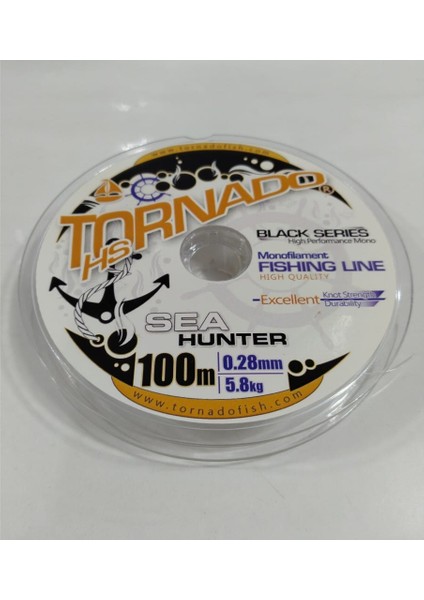 www.tornadofish.com
TORNADO®
HS
BLACK SERIES
High Performance Mono
Monofilament
FISHING LINE
HIGH QUALITY
Excellent
Knot Strength
Durability
SEA
HUNTER
100m
0.28mm
5.8kg
www.tornadofish.com